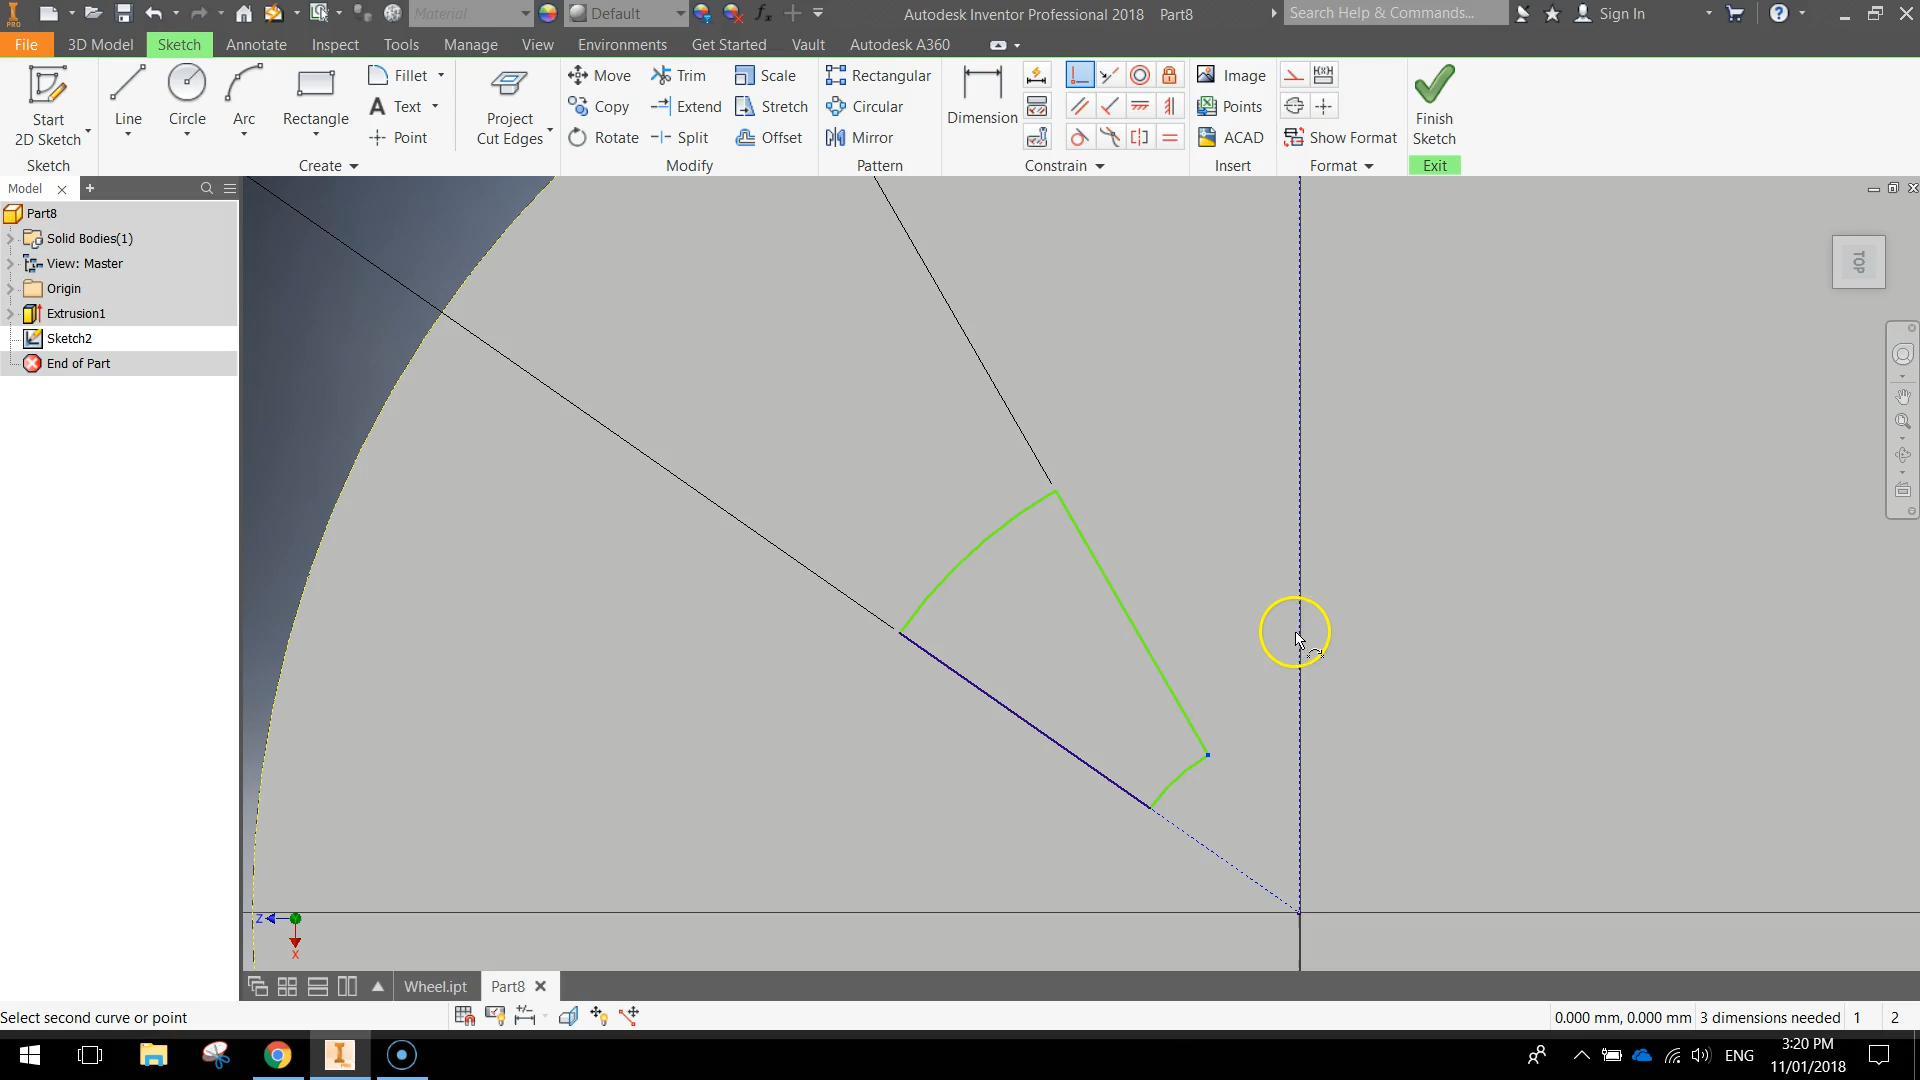 PRO
Material
Default
fx
Autodesk Inventor Professional 2018 Part8
Search Help & Commands...
Sign In
File 3D Model Sketch Annotate Inspect Tools Manage View Environments Get Started Vault Autodesk A360
Start
2D Sketch
Line
Circle
Arc
Rectangle
Fillet
Text
Point
Project
Cut Edges
Move
Copy
Rotate
Trim
Extend
Split
Scale
Stretch
Offset
Rectangular
Circular
Mirror
Dimension
Image
Points
ACAD
Show Format
Finish
Sketch
Sketch Create Modify Pattern Constrain Insert Format Exit
Model
Part8
Solid Bodies(1)
View: Master
Origin
Extrusion1
Sketch2
End of Part
TOP
Z
X
Wheel.ipt Part8
Select second curve or point
0.000 mm, 0.000 mm 3 dimensions needed 1 2
ENG
3:20 PM
11/01/2018